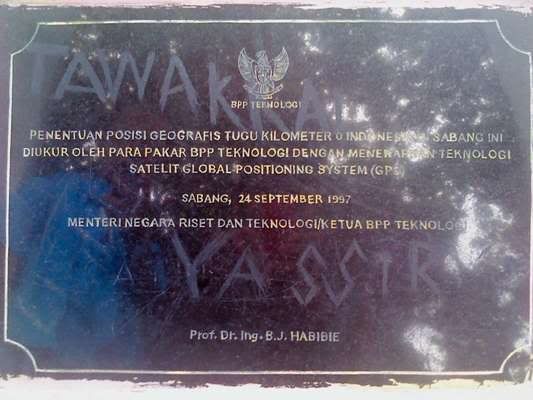 TAWAKKA
BPP TEKNOLOGI
PENENTUAN POSISI GEOGRAFIS TUGU KILOMETER 0 INDONESIA DI SABANG INI
DIUKUR OLEH PARA PAKAR BPP TEKNOLOGI DENGAN MENERAPKAN TEKNOLOGI
SATELIT GLOBAL POSITIONING SYSTEM (GPS)
SABANG, 24 SEPTEMBER 1997
MENTERI NEGARA RISET DAN TEKNOLOGI/KETUA BPP TEKNOLOGI
YASSIR
Prof. Dr. Ing. B.J. HABIBIE